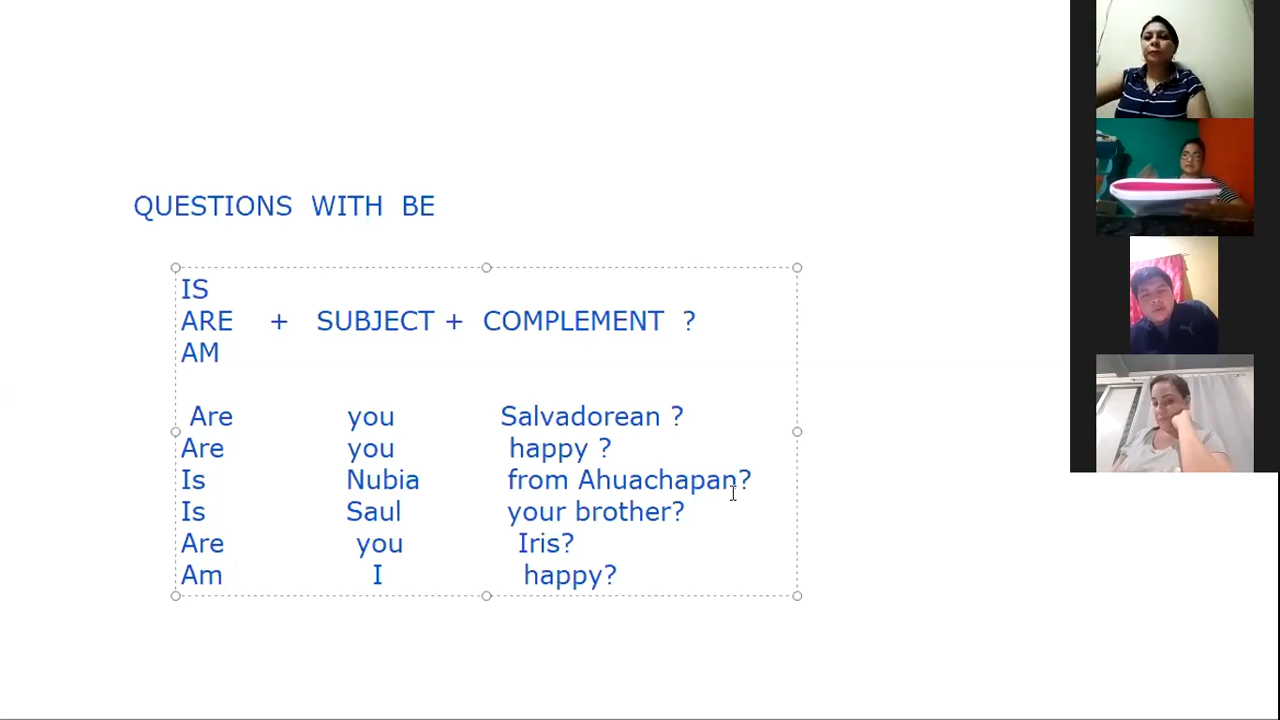 QUESTIONS WITH BE
IS
ARE + SUBJECT + COMPLEMENT ?
AM
Are you Salvadorean ?
Are you happy ?
Is Nubia from Ahuachapan?
Is Saul your brother?
Are you Iris?
Am I happy?